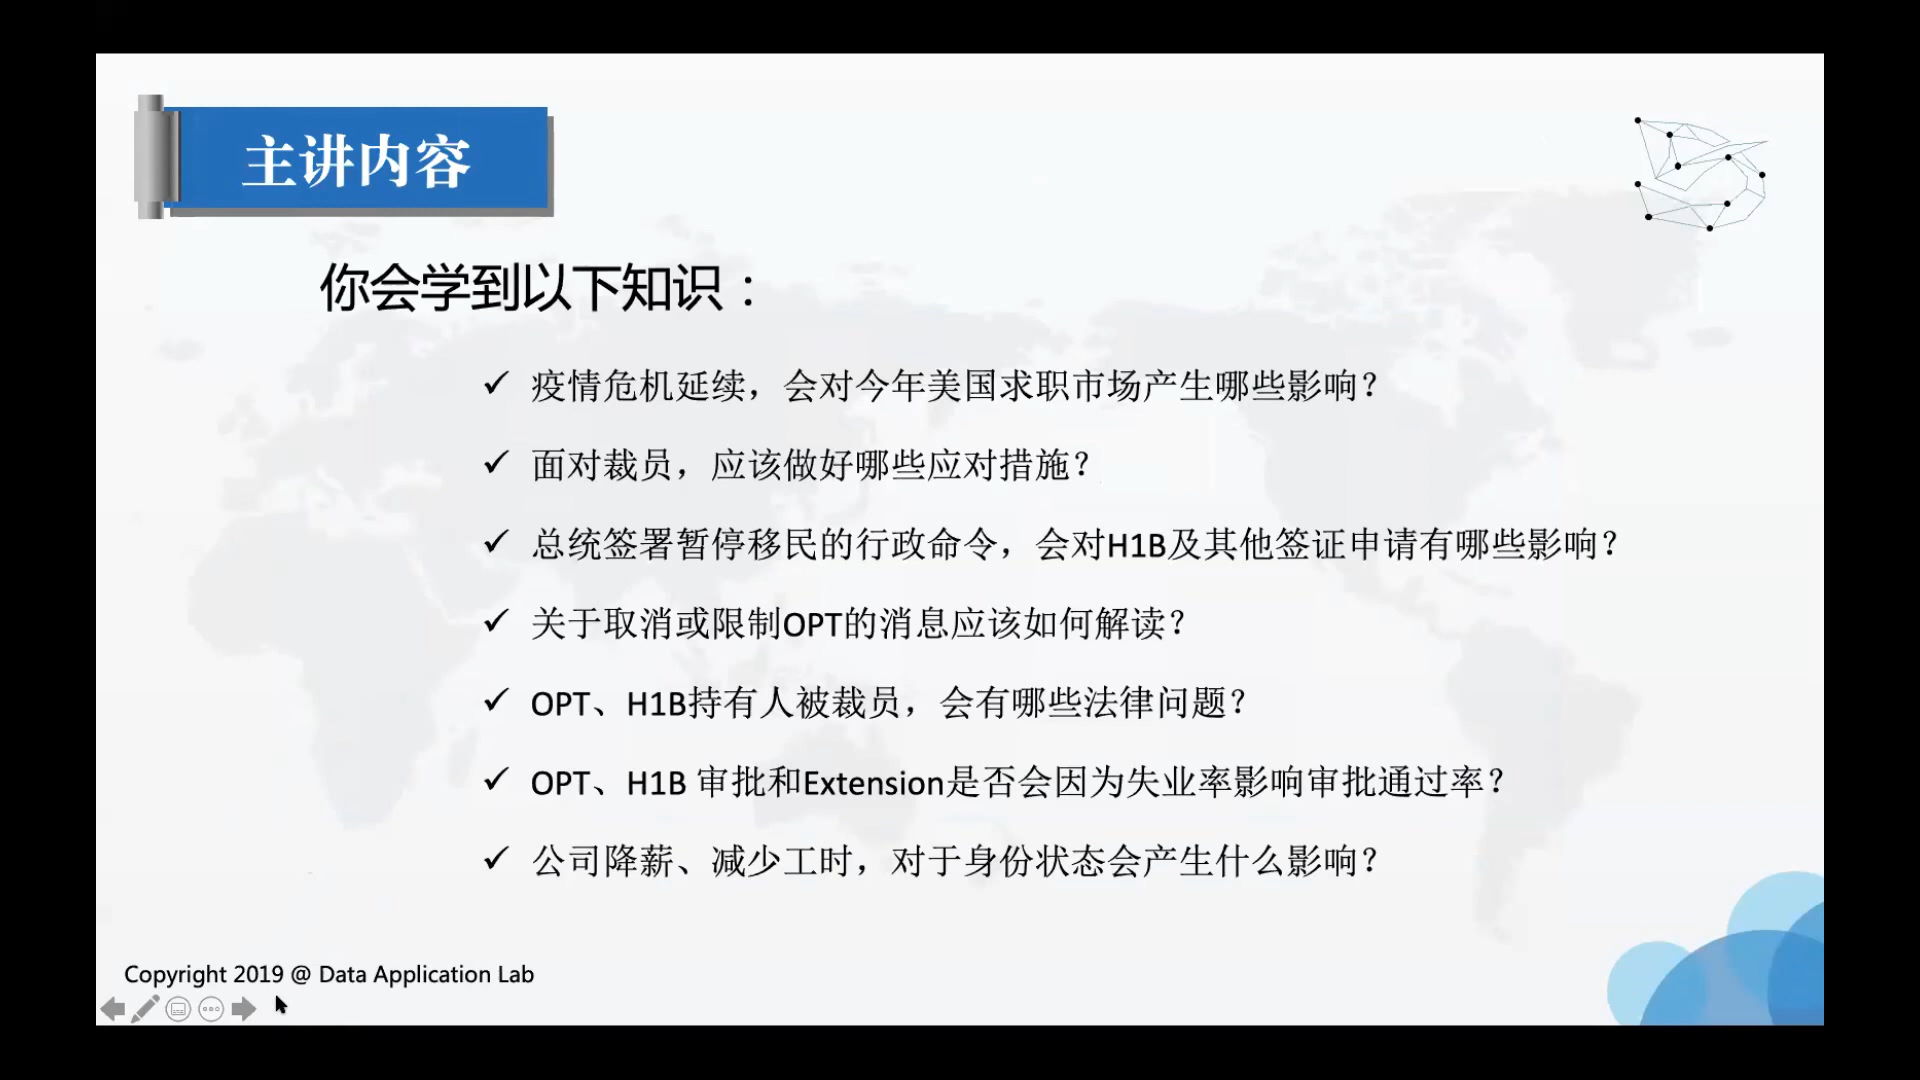 主讲内容
你会学到以下知识：
疫情危机延续，会对今年美国求职市场产生哪些影响？
面对裁员，应该做好哪些应对措施？
总统签署暂停移民的行政命令，会对H1B及其他签证申请有哪些影响？
关于取消或限制OPT的消息应该如何解读？
OPT、H1B持有人被裁员，会有哪些法律问题？
OPT、H1B 审批和Extension是否会因为失业率影响审批通过率？
公司降薪、减少工时，对于身份状态会产生什么影响？
Copyright 2019 @ Data Application Lab